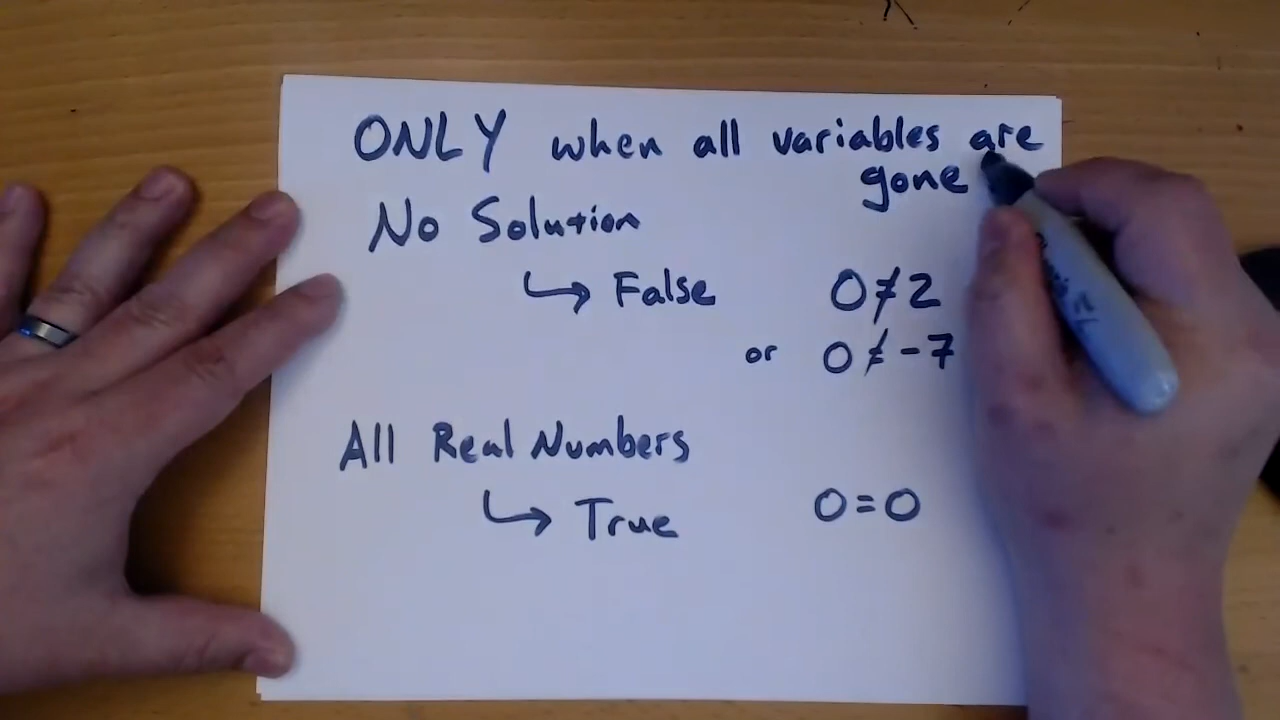 ONLY when all variables are
gone
No Solution
↳ False 0≠2
or 0≠-7
All Real Numbers
↳ True 0=0